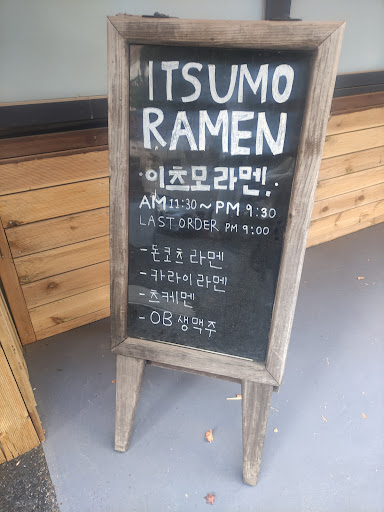 ITSUMO
RAMEN
·이츠모라멘·
AM 11:30~PM 9:30
LAST ORDER PM 9:00
- 돈코츠 라멘
- 카라이 라멘
- 츠케멘
- OB 생맥주